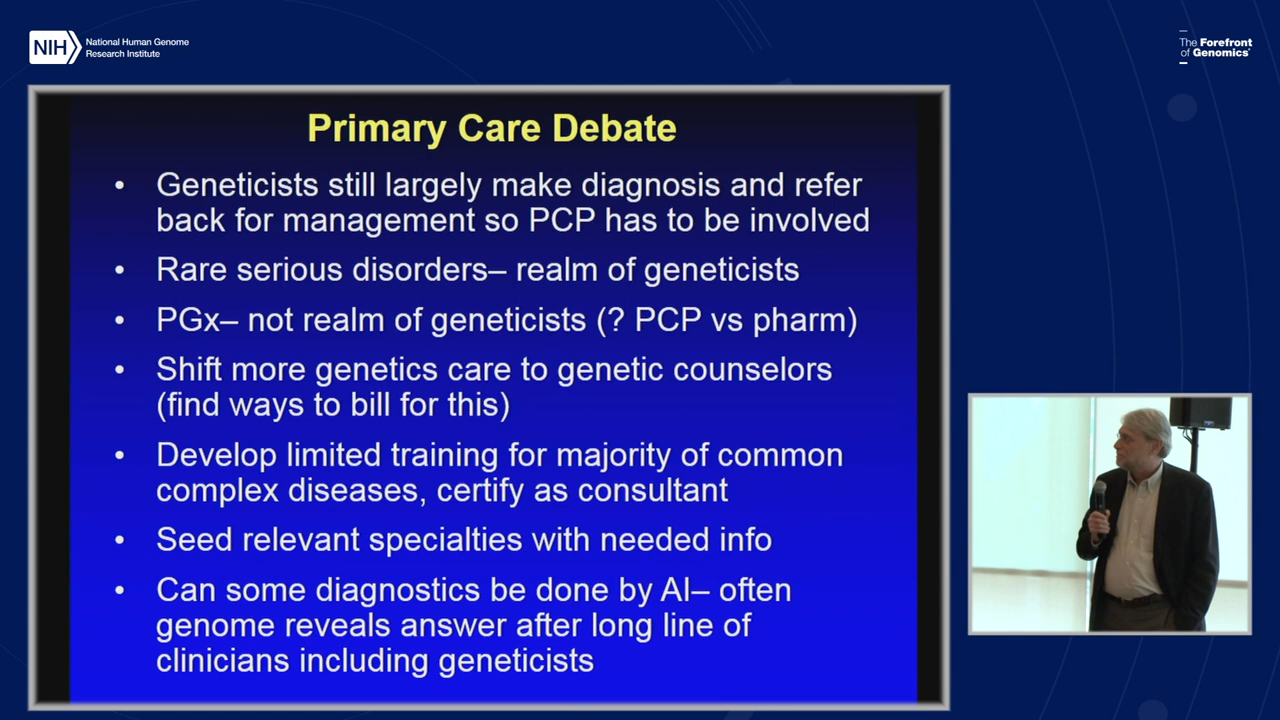 NIH
National Human Genome
Research Institute
The Forefront
of Genomics
Primary Care Debate
• Geneticists still largely make diagnosis and refer
back for management so PCP has to be involved
• Rare serious disorders– realm of geneticists
• PGx– not realm of geneticists (? PCP vs pharm)
• Shift more genetics care to genetic counselors
(find ways to bill for this)
• Develop limited training for majority of common
complex diseases, certify as consultant
• Seed relevant specialties with needed info
• Can some diagnostics be done by AI– often
genome reveals answer after long line of
clinicians including geneticists